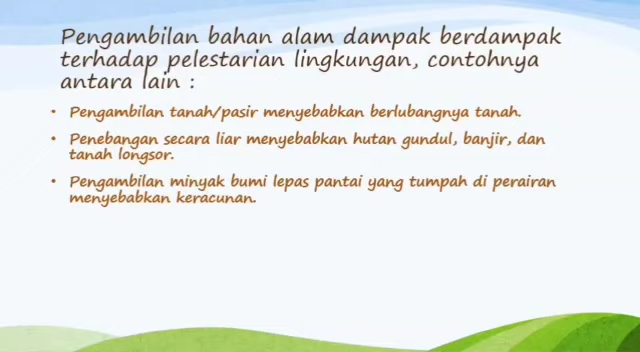 Pengambilan bahan alam dampak berdampak
terhadap pelestarian lingkungan, contohnya
antara lain :
• Pengambilan tanah/pasir menyebabkan berlubangnya tanah.
• Penebangan secara liar menyebabkan hutan gundul, banjir, dan
tanah longsor.
• Pengambilan minyak bumi lepas pantai yang tumpah di perairan
menyebabkan keracunan.